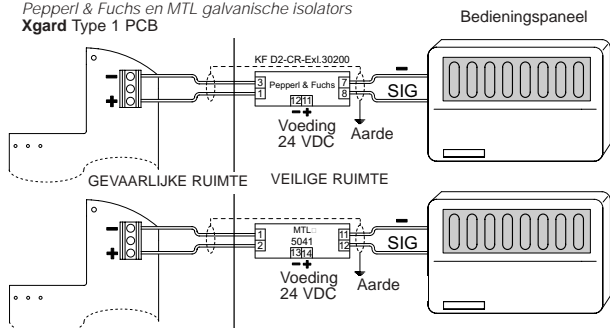 Pepperl & Fuchs en MTL galvanische isolators
Xgard Type 1 PCB
Bedieningspaneel
KF D2-CR-Exl.30200
− 3 Pepperl & Fuchs 7 −
+ 1 12 11 8 SIG
− +
Voeding
24 VDC
Aarde
GEVAARLIJKE RUIMTE VEILIGE RUIMTE
− 1 MTL 11 −
+ 2 5041 12 SIG
13 14
− +
Voeding
24 VDC
Aarde